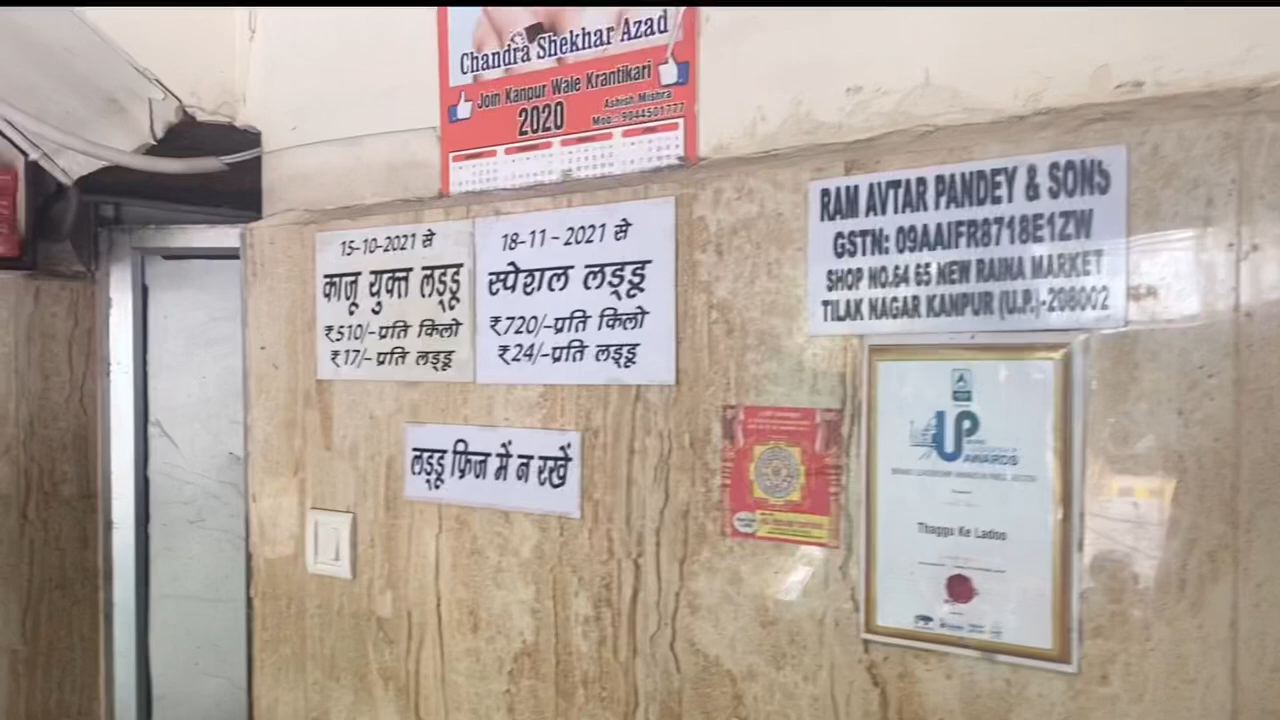 Chandra Shekhar Azad
Join Kanpur Wale Krantikari
2020
Ashish Mishra
Mob.: 9044501777
15-10-2021 से
काजू युक्त लड्डू
₹510/-प्रति किलो
₹17/-प्रति लड्डू
18-11-2021 से
स्पेशल लड्डू
₹720/-प्रति किलो
₹24/-प्रति लड्डू
लड्डू फ्रिज में न रखें
RAM AVTAR PANDEY & SONS
GSTN: 09AAIFR8718E1ZW
SHOP NO.64 65 NEW RAINA MARKET
TILAK NAGAR KANPUR (U.P.)-208002
UP
AWARDS
Thaggu Ke Ladoo